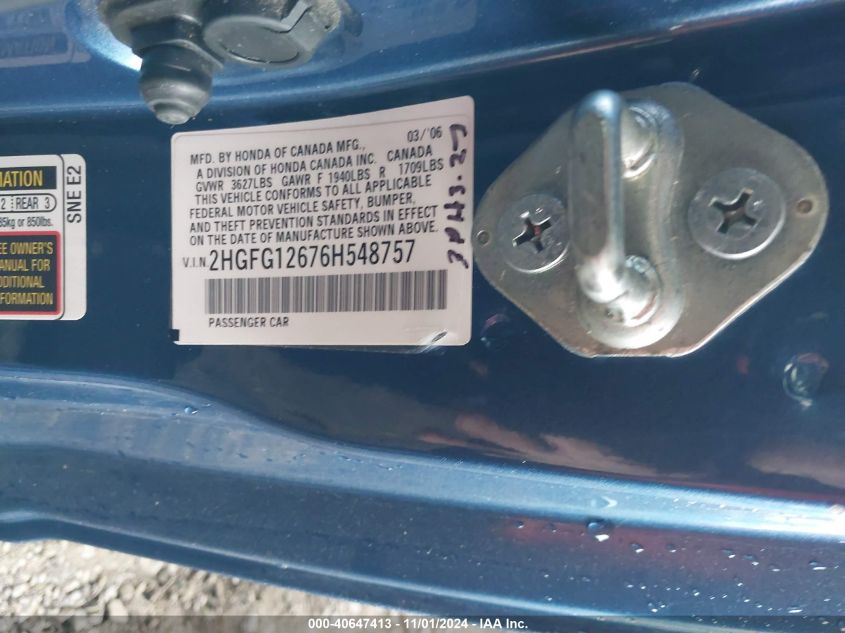 MATION
2 REAR 3
85kg or 850lbs.
EE OWNER'S
ANUAL FOR
DDITIONAL
FORMATION
SNE E2
MFD. BY HONDA OF CANADA MFG., 03/'06
A DIVISION OF HONDA CANADA INC. CANADA
GVWR 3627LBS GAWR F 1940LBS R 1709LBS
THIS VEHICLE CONFORMS TO ALL APPLICABLE
FEDERAL MOTOR VEHICLE SAFETY, BUMPER,
AND THEFT PREVENTION STANDARDS IN EFFECT
ON THE DATE OF MANUFACTURE SHOWN ABOVE.
V.I.N. 2HGFG12676H548757
PASSENGER CAR
000-40647413 - 11/01/2024 - IAA Inc.